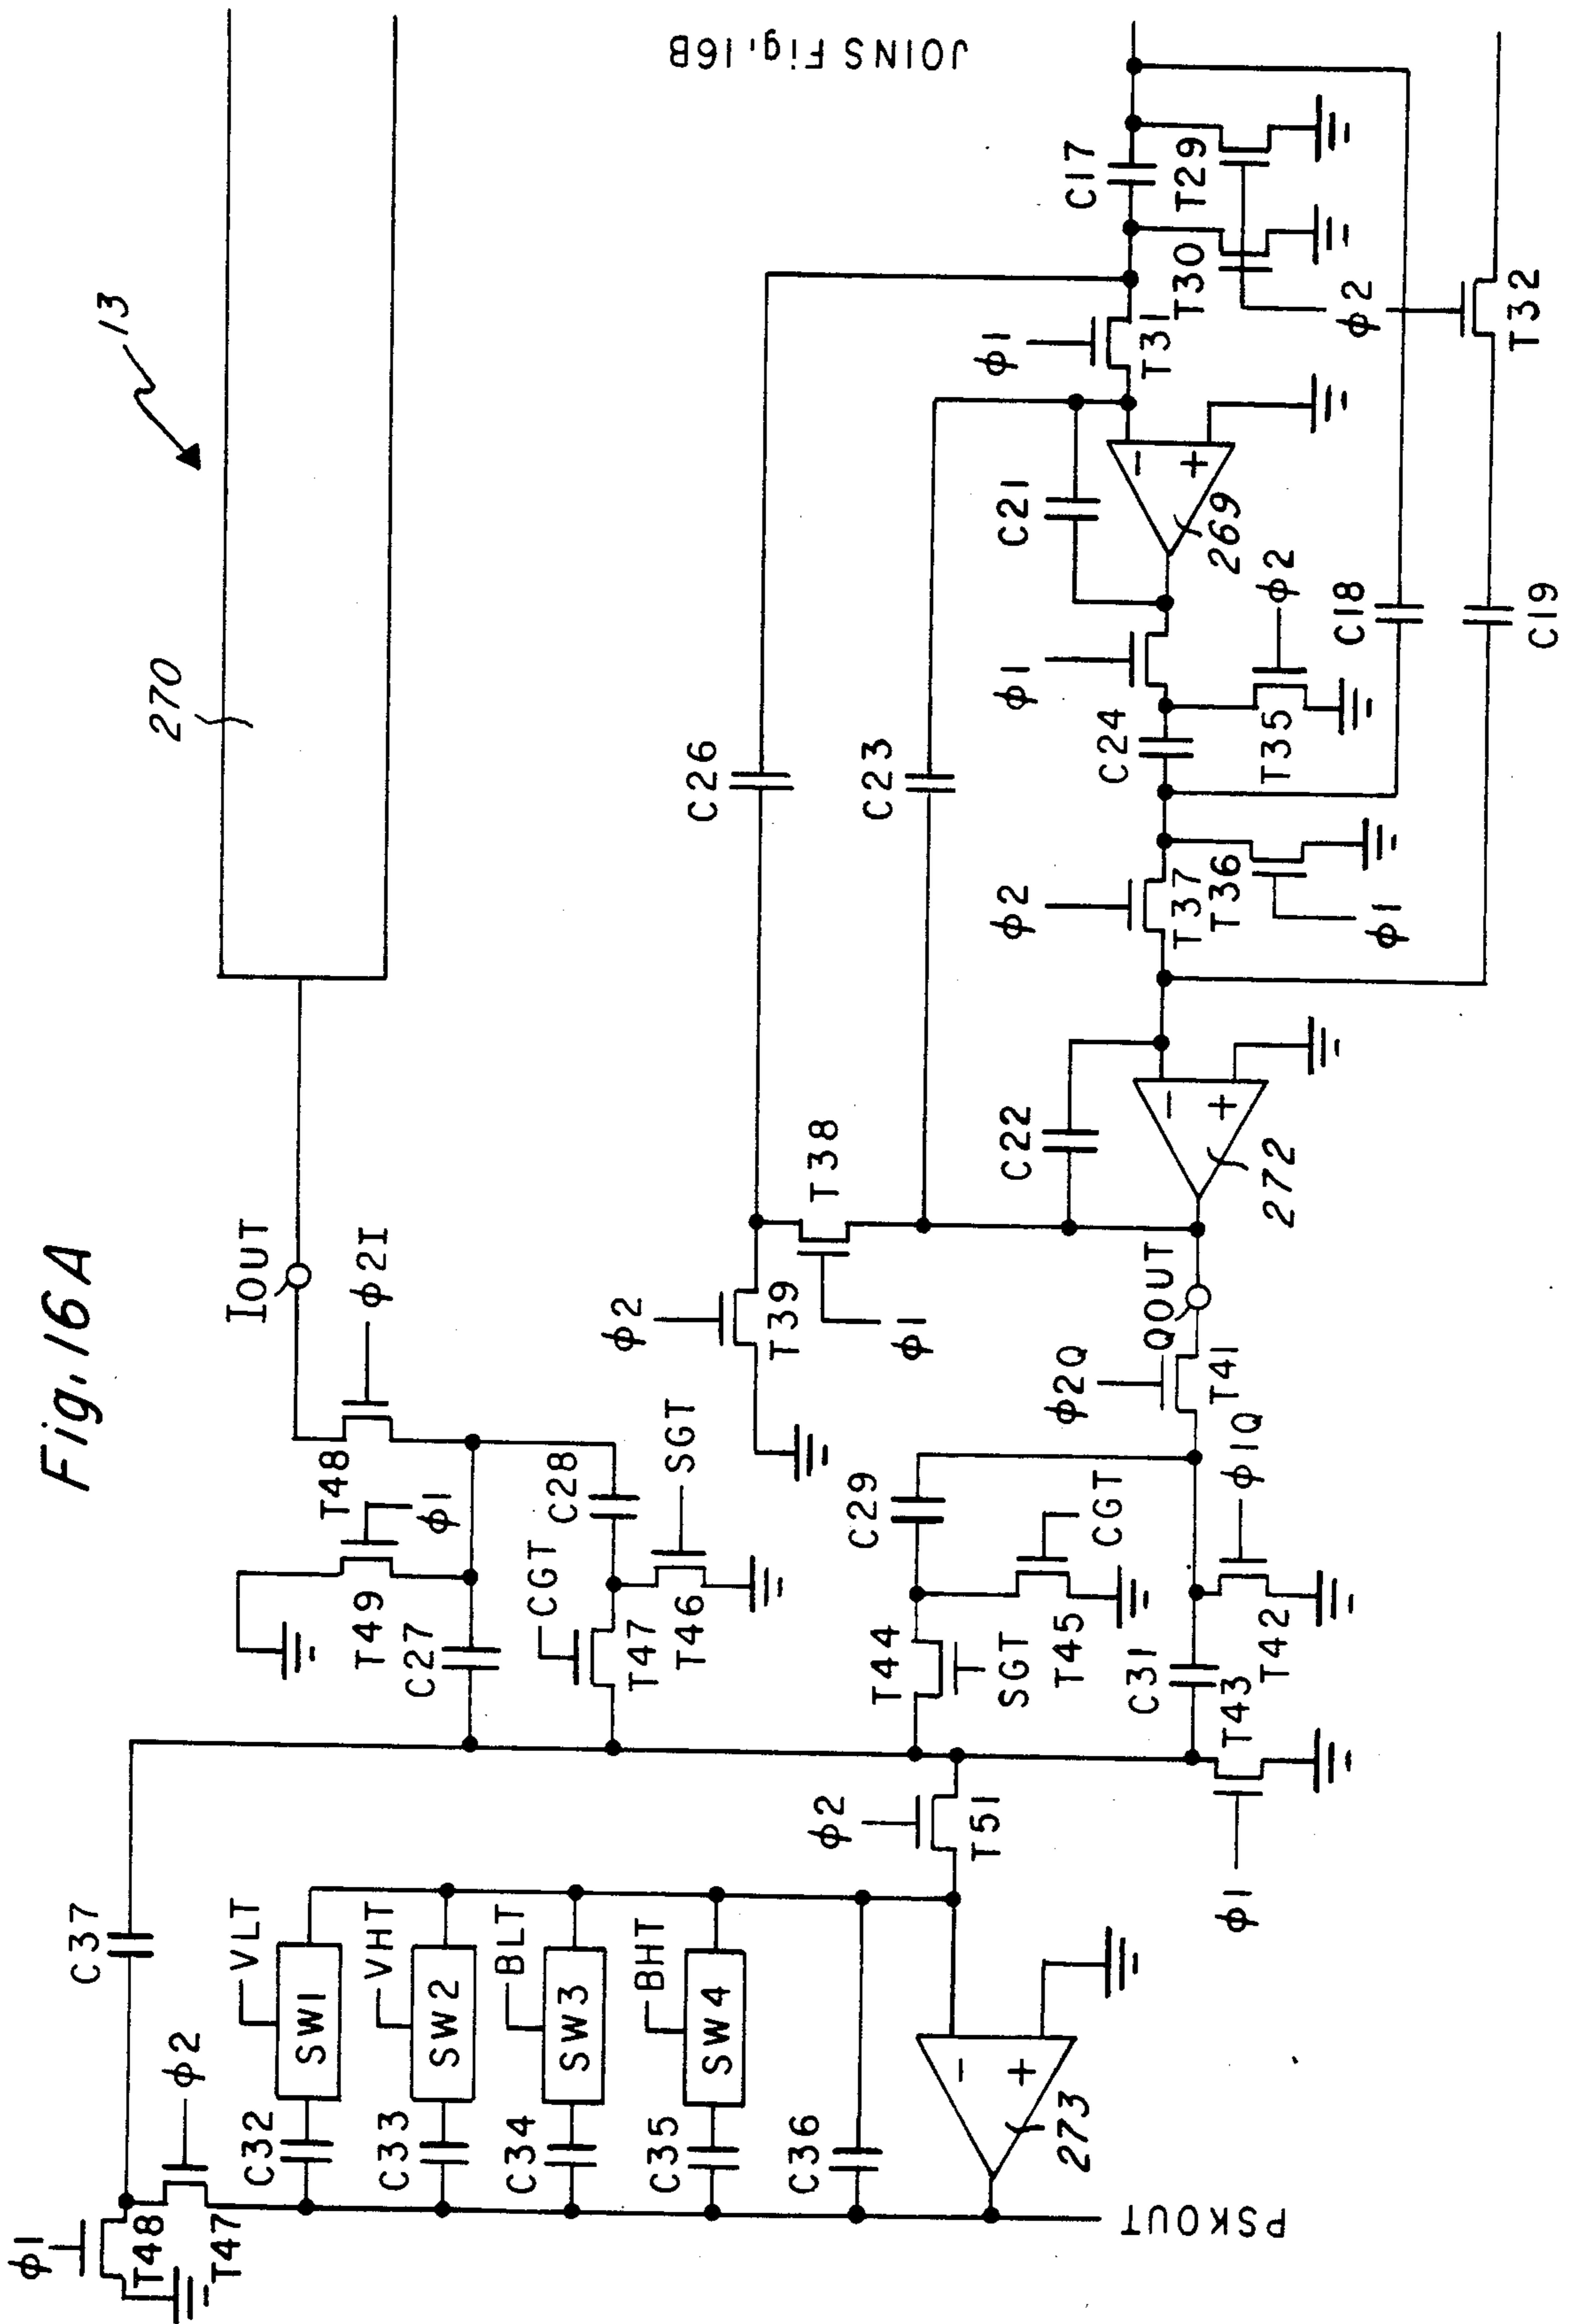 Fig. 16A
13
270
IOUT
φ2I
T48
φ1
T49
C27
C28
CGT
T47
SGT
T46
C37
φ1
T48
T47
φ2
VLT
SW1
C32
VHT
SW2
C33
BLT
SW3
C34
BHT
SW4
C35
C36
273
PSKOUT
φ2
T51
C26
C23
T38
φ2
T39
φ1
C29
T44
SGT
T45
CGT
C31
T43
φ1
T42
φ1Q
φ2Q
T41
QOUT
C22
272
φ2
T37
T36
φ1
C24
T35
φ2
φ1
C21
269
φ1
T31
C17
T30
T29
φ2
T32
C18
C19
JOINS Fig. 16B